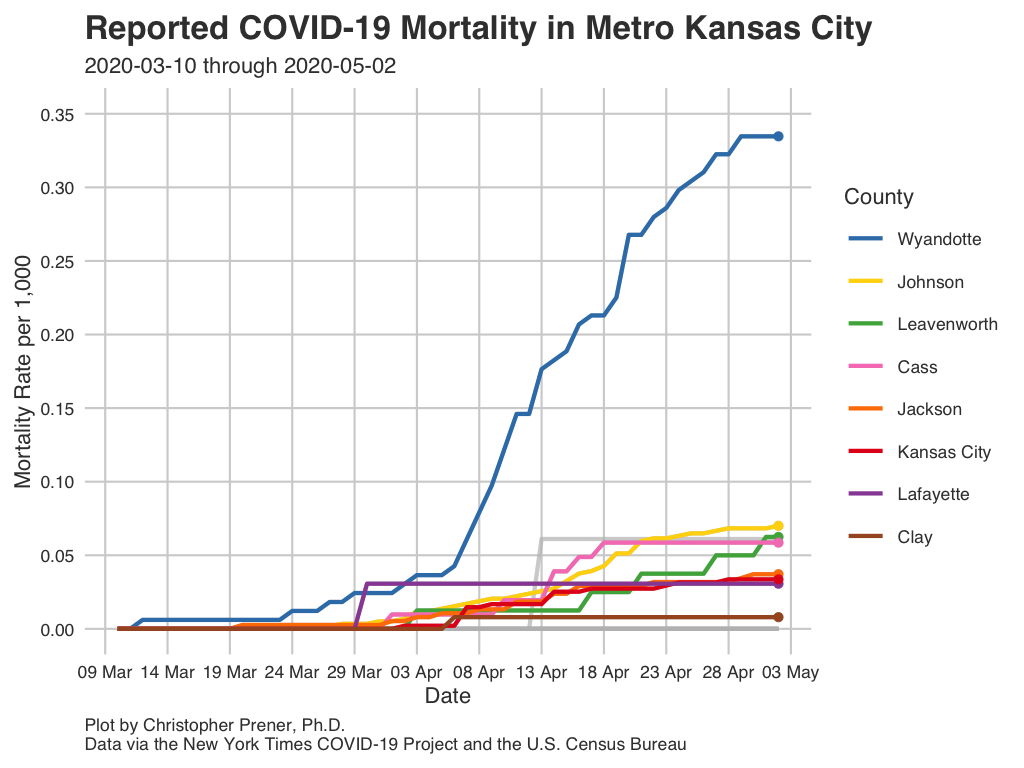 Reported COVID-19 Mortality in Metro Kansas City
2020-03-10 through 2020-05-02
Mortality Rate per 1,000
0.35
0.30
0.25
0.20
0.15
0.10
0.05
0.00
09 Mar 14 Mar 19 Mar 24 Mar 29 Mar 03 Apr 08 Apr 13 Apr 18 Apr 23 Apr 28 Apr 03 May
Date
County
Wyandotte
Johnson
Leavenworth
Cass
Jackson
Kansas City
Lafayette
Clay
Plot by Christopher Prener, Ph.D.
Data via the New York Times COVID-19 Project and the U.S. Census Bureau